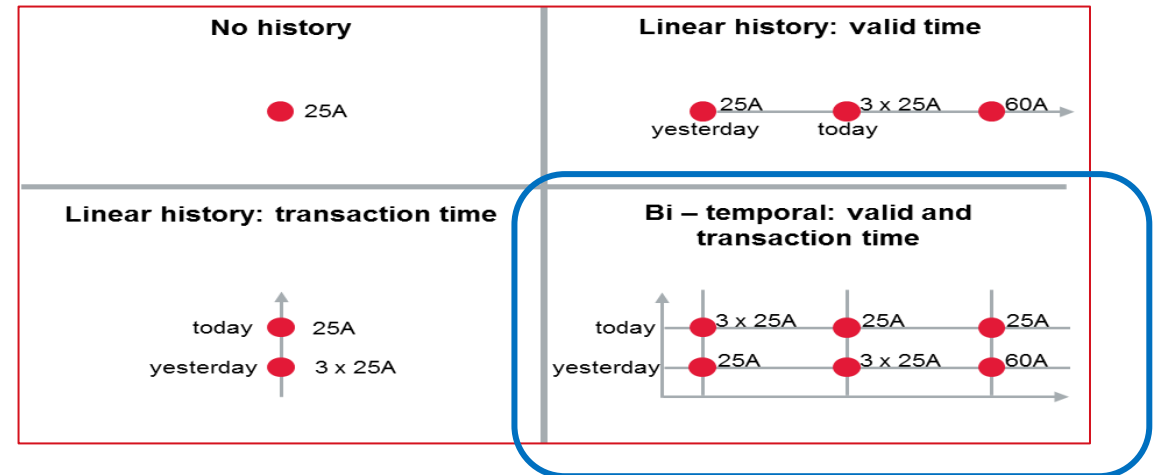 No history
25A
Linear history: valid time
25A 3 x 25A 60A
yesterday today
Linear history: transaction time
today 25A
yesterday 3 x 25A
Bi – temporal: valid and
transaction time
today 3 x 25A 25A 25A
yesterday 25A 3 x 25A 60A